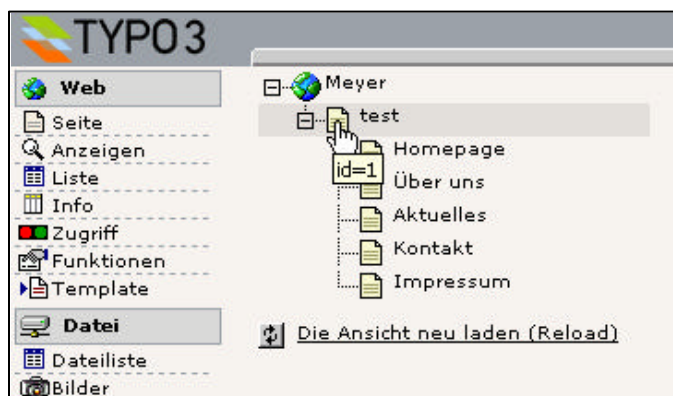 TYPO3
Web
Seite
Anzeigen
Liste
Info
Zugriff
Funktionen
Template
Datei
Dateiliste
Bilder
Meyer
test
id=1
Homepage
Über uns
Aktuelles
Kontakt
Impressum
Die Ansicht neu laden (Reload)